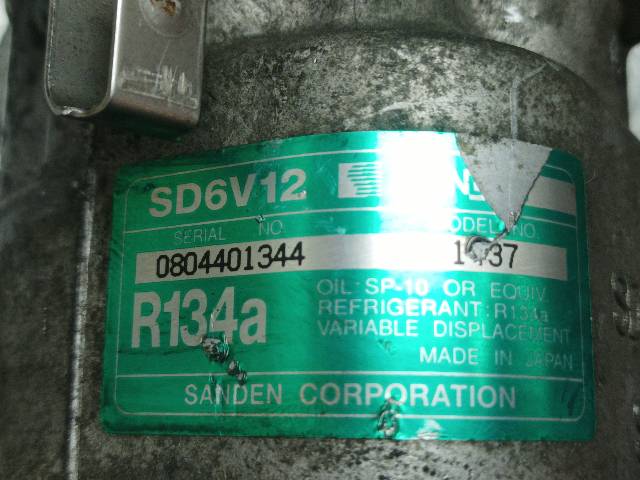 SD6V12
SERIAL NO. MODEL NO.
0804401344
R134a
OIL:SP-10 OR EQUIV
REFRIGERANT:R134a
VARIABLE DISPLACEMENT
MADE IN JAPAN
SANDEN CORPORATION